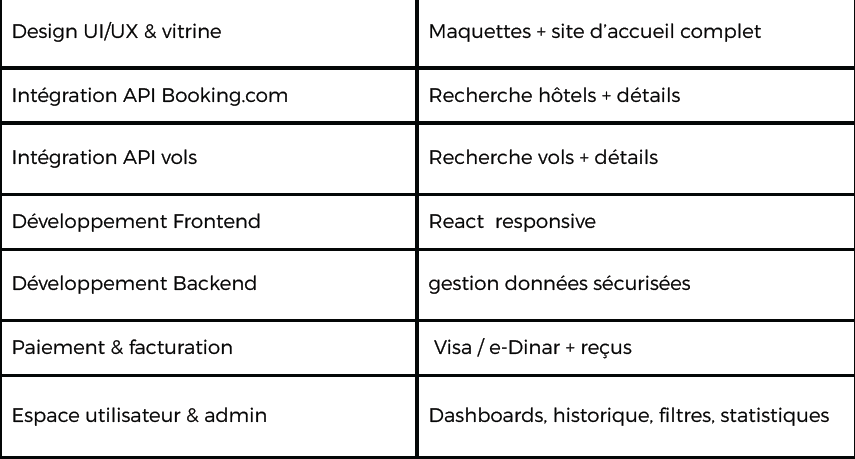 Design UI/UX & vitrine
Maquettes + site d’accueil complet
Intégration API Booking.com
Recherche hôtels + détails
Intégration API vols
Recherche vols + détails
Développement Frontend
React  responsive
Développement Backend
gestion données sécurisées
Paiement & facturation
Visa / e-Dinar + reçus
Espace utilisateur & admin
Dashboards, historique, filtres, statistiques